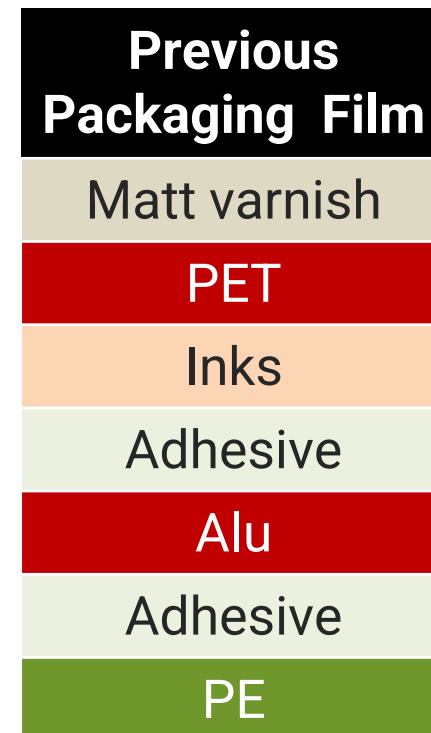 Previous
Packaging Film
Matt varnish
PET
Inks
Adhesive
Alu
Adhesive
PE